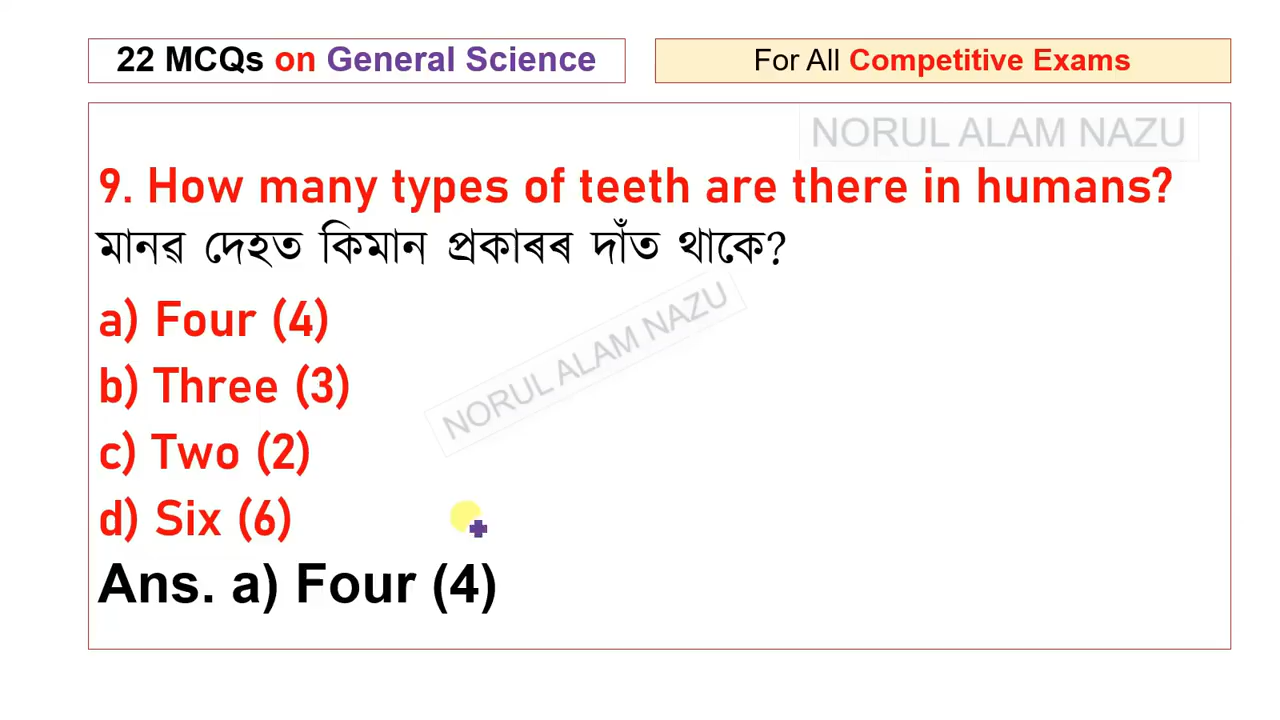 22 MCQs on General Science
For All Competitive Exams
NORUL ALAM NAZU
9. How many types of teeth are there in humans?
মানৱ দেহত কিমান প্ৰকাৰৰ দাঁত থাকে?
a) Four (4)
b) Three (3)
NORUL ALAM NAZU
c) Two (2)
d) Six (6)
Ans. a) Four (4)